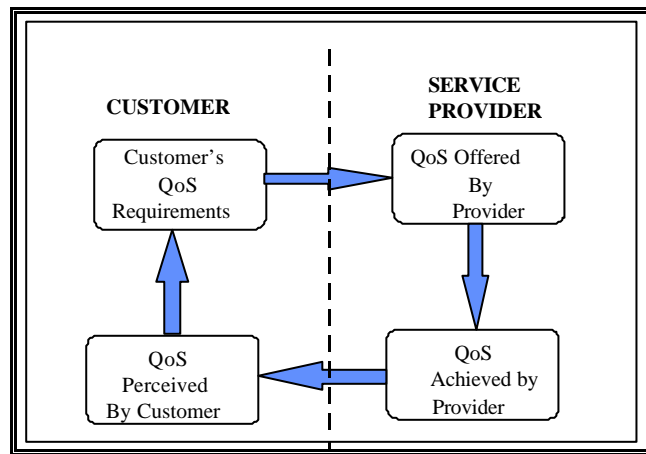 CUSTOMER
SERVICE
PROVIDER
Customer's
QoS
Requirements
QoS Offered
By
Provider
QoS
Perceived
By Customer
QoS
Achieved by
Provider